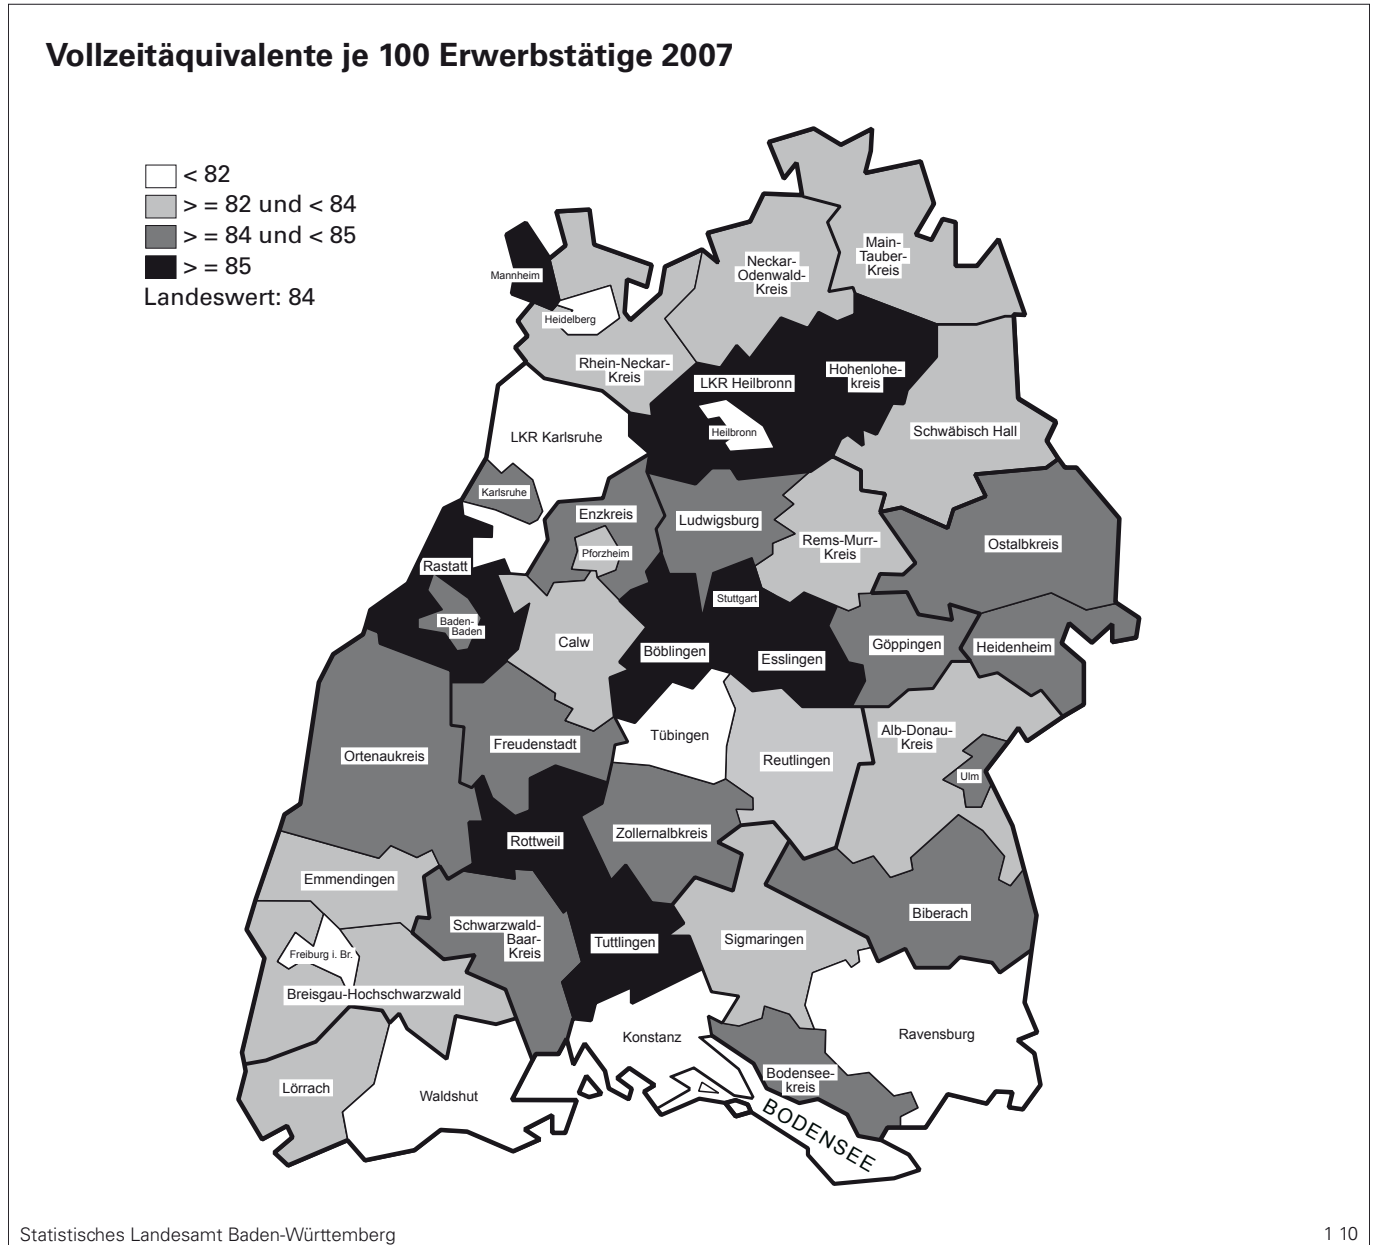 Vollzeitäquivalente je 100 Erwerbstätige 2007
< 82
> = 82 und < 84
> = 84 und < 85
> = 85
Landeswert: 84
Main-
Tauber-
Kreis
Neckar-
Odenwald-
Kreis
Mannheim
Heidelberg
Rhein-Neckar-
Kreis
LKR Heilbronn
Hohenlohe-
kreis
Heilbronn
Schwäbisch Hall
LKR Karlsruhe
Karlsruhe
Enzkreis
Ludwigsburg
Rems-Murr-
Kreis
Ostalbkreis
Pforzheim
Rastatt
Stuttgart
Baden-
Baden
Calw
Böblingen
Esslingen
Göppingen
Heidenheim
Ortenaukreis
Freudenstadt
Tübingen
Reutlingen
Alb-Donau-
Kreis
Ulm
Rottweil
Zollernalbkreis
Emmendingen
Biberach
Schwarzwald-
Baar-
Kreis
Tuttlingen
Sigmaringen
Freiburg i. Br.
Breisgau-Hochschwarzwald
Konstanz
Ravensburg
Lörrach
Waldshut
Bodensee-
kreis
BODENSEE
Statistisches Landesamt Baden-Württemberg
1 10